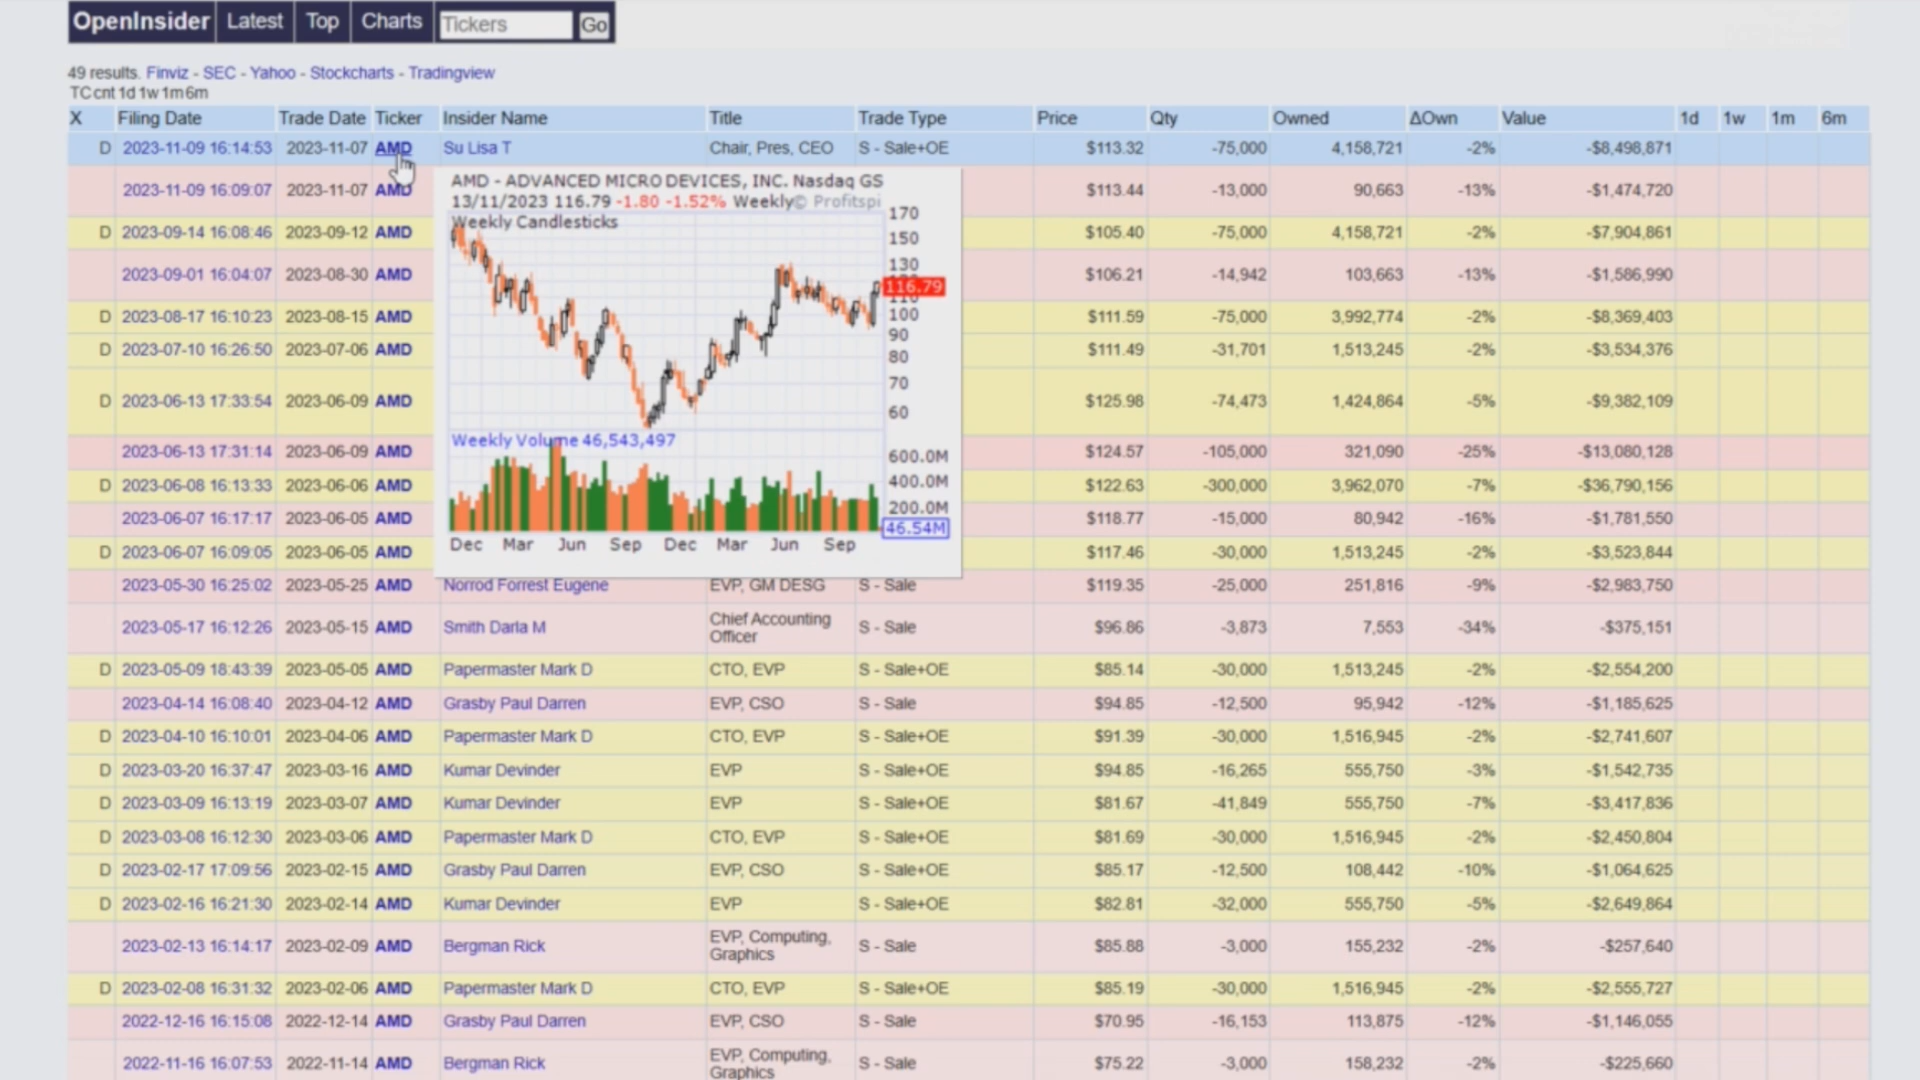 OpenInsider Latest Top Charts Tickers Go
49 results. Finviz - SEC - Yahoo - Stockcharts - Tradingview
TC cnt 1d 1w 1m 6m
X Filing Date Trade Date Ticker Insider Name Title Trade Type Price Qty Owned ΔOwn Value 1d 1w 1m 6m
D 2023-11-09 16:14:53 2023-11-07 AMD Su Lisa T Chair, Pres, CEO S - Sale+OE $113.32 -75,000 4,158,721 -2% -$8,498,871
2023-11-09 16:09:07 2023-11-07 AMD $113.44 -13,000 90,663 -13% -$1,474,720
D 2023-09-14 16:08:46 2023-09-12 AMD $105.40 -75,000 4,158,721 -2% -$7,904,861
2023-09-01 16:04:07 2023-08-30 AMD $106.21 -14,942 103,663 -13% -$1,586,990
D 2023-08-17 16:10:23 2023-08-15 AMD $111.59 -75,000 3,992,774 -2% -$8,369,403
D 2023-07-10 16:26:50 2023-07-06 AMD $111.49 -31,701 1,513,245 -2% -$3,534,376
D 2023-06-13 17:33:54 2023-06-09 AMD $125.98 -74,473 1,424,864 -5% -$9,382,109
2023-06-13 17:31:14 2023-06-09 AMD $124.57 -105,000 321,090 -25% -$13,080,128
D 2023-06-08 16:13:33 2023-06-06 AMD $122.63 -300,000 3,962,070 -7% -$36,790,156
2023-06-07 16:17:17 2023-06-05 AMD $118.77 -15,000 80,942 -16% -$1,781,550
D 2023-06-07 16:09:05 2023-06-05 AMD $117.46 -30,000 1,513,245 -2% -$3,523,844
AMD - ADVANCED MICRO DEVICES, INC. Nasdaq GS
13/11/2023 116.79 -1.80 -1.52% Weekly© Profitspi
Weekly Candlesticks
170
150
130
116.79
110
100
90
80
70
60
Weekly Volume 46,543,497
600.0M
400.0M
200.0M
46.54M
Dec Mar Jun Sep Dec Mar Jun Sep
2023-05-30 16:25:02 2023-05-25 AMD Norrod Forrest Eugene EVP, GM DESG S - Sale $119.35 -25,000 251,816 -9% -$2,983,750
2023-05-17 16:12:26 2023-05-15 AMD Smith Darla M Chief Accounting Officer S - Sale $96.86 -3,873 7,553 -34% -$375,151
D 2023-05-09 18:43:39 2023-05-05 AMD Papermaster Mark D CTO, EVP S - Sale+OE $85.14 -30,000 1,513,245 -2% -$2,554,200
2023-04-14 16:08:40 2023-04-12 AMD Grasby Paul Darren EVP, CSO S - Sale $94.85 -12,500 95,942 -12% -$1,185,625
D 2023-04-10 16:10:01 2023-04-06 AMD Papermaster Mark D CTO, EVP S - Sale+OE $91.39 -30,000 1,516,945 -2% -$2,741,607
D 2023-03-20 16:37:47 2023-03-16 AMD Kumar Devinder EVP S - Sale+OE $94.85 -16,265 555,750 -3% -$1,542,735
D 2023-03-09 16:13:19 2023-03-07 AMD Kumar Devinder EVP S - Sale+OE $81.67 -41,849 555,750 -7% -$3,417,836
D 2023-03-08 16:12:30 2023-03-06 AMD Papermaster Mark D CTO, EVP S - Sale+OE $81.69 -30,000 1,516,945 -2% -$2,450,804
D 2023-02-17 17:09:56 2023-02-15 AMD Grasby Paul Darren EVP, CSO S - Sale+OE $85.17 -12,500 108,442 -10% -$1,064,625
D 2023-02-16 16:21:30 2023-02-14 AMD Kumar Devinder EVP S - Sale+OE $82.81 -32,000 555,750 -5% -$2,649,864
2023-02-13 16:14:17 2023-02-09 AMD Bergman Rick EVP, Computing, Graphics S - Sale $85.88 -3,000 155,232 -2% -$257,640
D 2023-02-08 16:31:32 2023-02-06 AMD Papermaster Mark D CTO, EVP S - Sale+OE $85.19 -30,000 1,516,945 -2% -$2,555,727
2022-12-16 16:15:08 2022-12-14 AMD Grasby Paul Darren EVP, CSO S - Sale $70.95 -16,153 113,875 -12% -$1,146,055
2022-11-16 16:07:53 2022-11-14 AMD Bergman Rick EVP, Computing, Graphics S - Sale $75.22 -3,000 158,232 -2% -$225,660